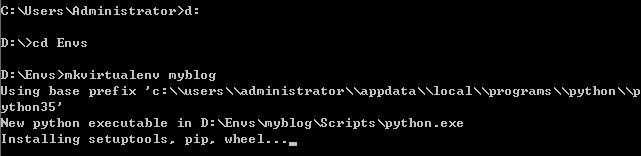 C:\Users\Administrator>d:
D:\>cd Envs
D:\Envs>mkvirtualenv myblog
Using base prefix 'c:\\users\\administrator\\appdata\\local\\programs\\python\\p
ython35'
New python executable in D:\Envs\myblog\Scripts\python.exe
Installing setuptools, pip, wheel..._